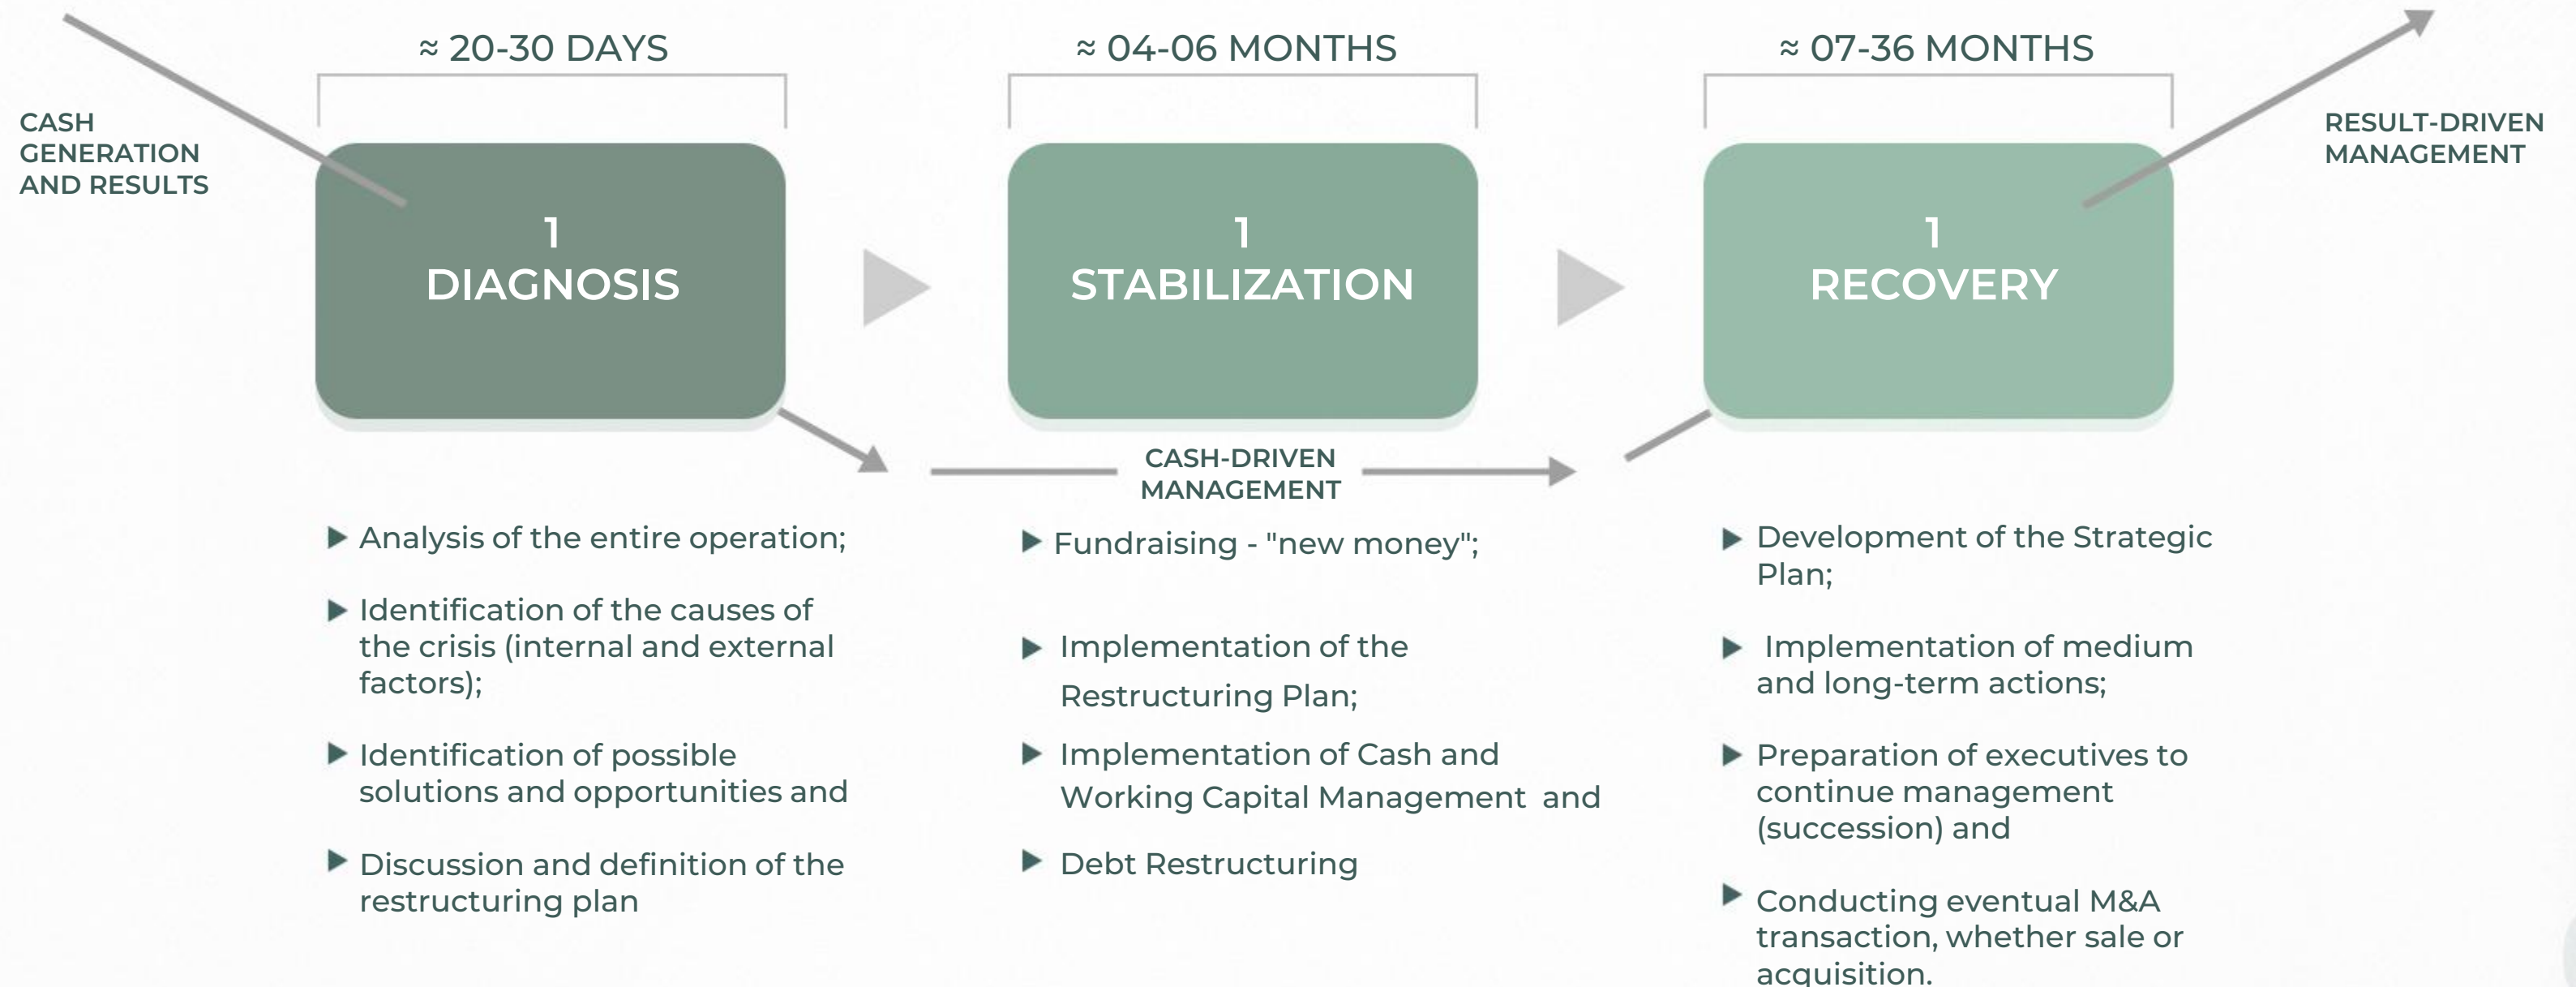 ≈ 20-30 DAYS
≈ 04-06 MONTHS
≈ 07-36 MONTHS
CASH
GENERATION
AND RESULTS
RESULT-DRIVEN
MANAGEMENT
1
DIAGNOSIS
1
STABILIZATION
1
RECOVERY
CASH-DRIVEN
MANAGEMENT
Analysis of the entire operation;
Identification of the causes of
the crisis (internal and external
factors);
Identification of possible
solutions and opportunities and
Discussion and definition of the
restructuring plan
Fundraising - "new money";
Implementation of the
Restructuring Plan;
Implementation of Cash and
Working Capital Management and
Debt Restructuring
Development of the Strategic
Plan;
Implementation of medium
and long-term actions;
Preparation of executives to
continue management
(succession) and
Conducting eventual M&A
transaction, whether sale or
acquisition.